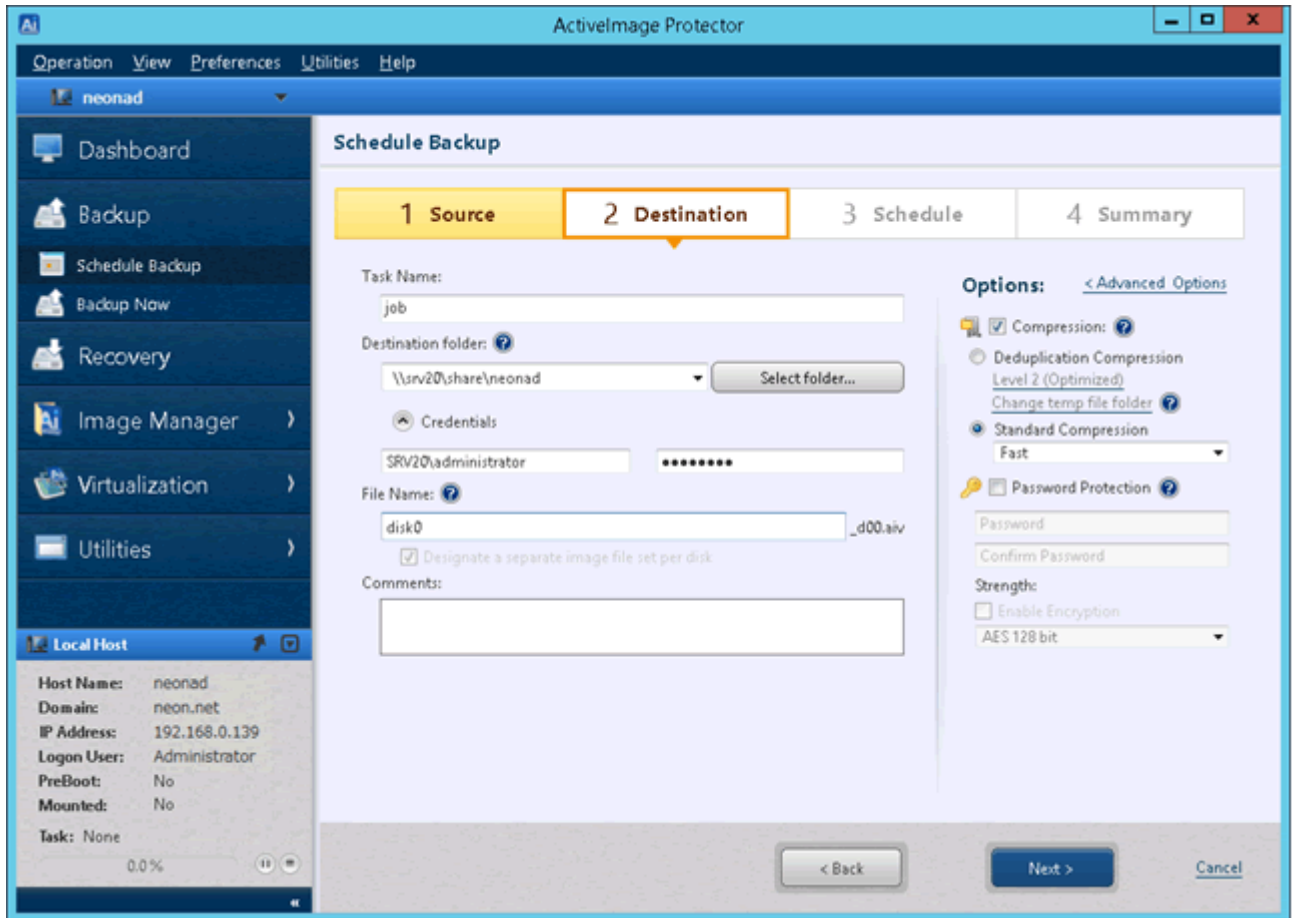 Ai ActiveImage Protector
Operation View Preferences Utilities Help
neonad
Dashboard
Backup
Schedule Backup
Backup Now
Recovery
Ai Image Manager
Virtualization
Utilities
Local Host
Host Name: neonad
Domain: neon.net
IP Address: 192.168.0.139
Logon User: Administrator
PreBoot: No
Mounted: No
Task: None
0.0 %
Schedule Backup
1 Source 2 Destination 3 Schedule 4 Summary
Task Name:
job
Destination folder: ?
\\srv20\share\neonad Select folder...
Credentials
SRV20\administrator ••••••••
File Name: ?
disk0 _d00.aiv
Designate a separate image file set per disk
Comments:
Options: < Advanced Options
Compression: ?
Deduplication Compression
Level 2 (Optimized)
Change temp file folder ?
Standard Compression
Fast
Password Protection ?
Password
Confirm Password
Strength:
Enable Encryption
AES 128 bit
< Back Next > Cancel